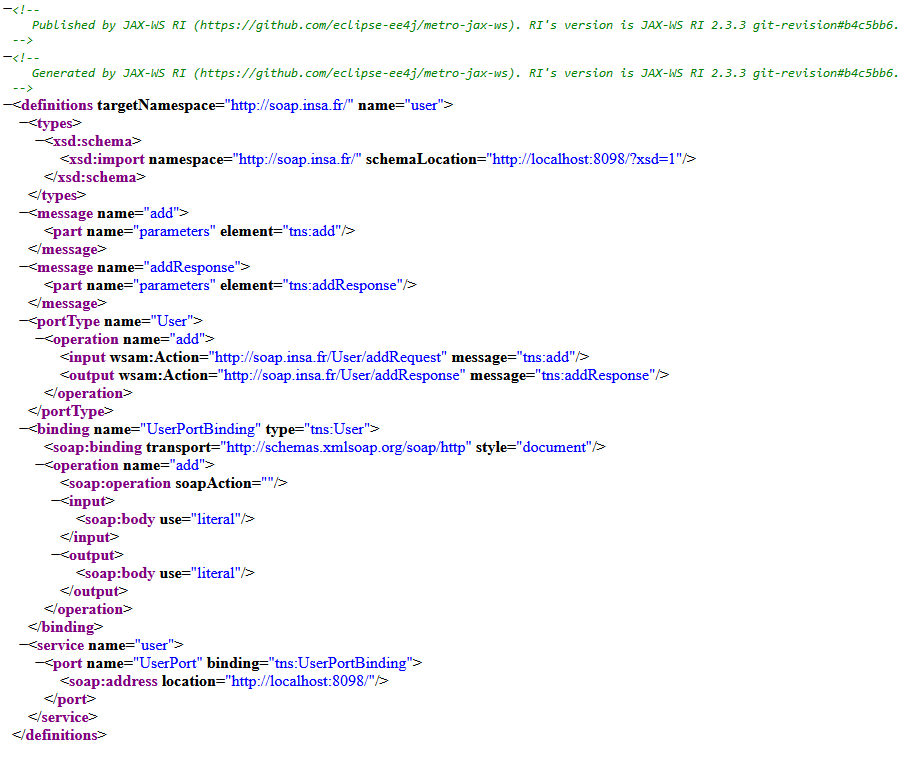 −<!--
Published by JAX-WS RI (https://github.com/eclipse-ee4j/metro-jax-ws). RI's version is JAX-WS RI 2.3.3 git-revision#b4c5bb6.
-->
−<!--
Generated by JAX-WS RI (https://github.com/eclipse-ee4j/metro-jax-ws). RI's version is JAX-WS RI 2.3.3 git-revision#b4c5bb6.
-->
−<definitions targetNamespace="http://soap.insa.fr/" name="user">
−<types>
−<xsd:schema>
<xsd:import namespace="http://soap.insa.fr/" schemaLocation="http://localhost:8098/?xsd=1"/>
</xsd:schema>
</types>
−<message name="add">
<part name="parameters" element="tns:add"/>
</message>
−<message name="addResponse">
<part name="parameters" element="tns:addResponse"/>
</message>
−<portType name="User">
−<operation name="add">
<input wsam:Action="http://soap.insa.fr/User/addRequest" message="tns:add"/>
<output wsam:Action="http://soap.insa.fr/User/addResponse" message="tns:addResponse"/>
</operation>
</portType>
−<binding name="UserPortBinding" type="tns:User">
<soap:binding transport="http://schemas.xmlsoap.org/soap/http" style="document"/>
−<operation name="add">
<soap:operation soapAction=""/>
−<input>
<soap:body use="literal"/>
</input>
−<output>
<soap:body use="literal"/>
</output>
</operation>
</binding>
−<service name="user">
−<port name="UserPort" binding="tns:UserPortBinding">
<soap:address location="http://localhost:8098/"/>
</port>
</service>
</definitions>